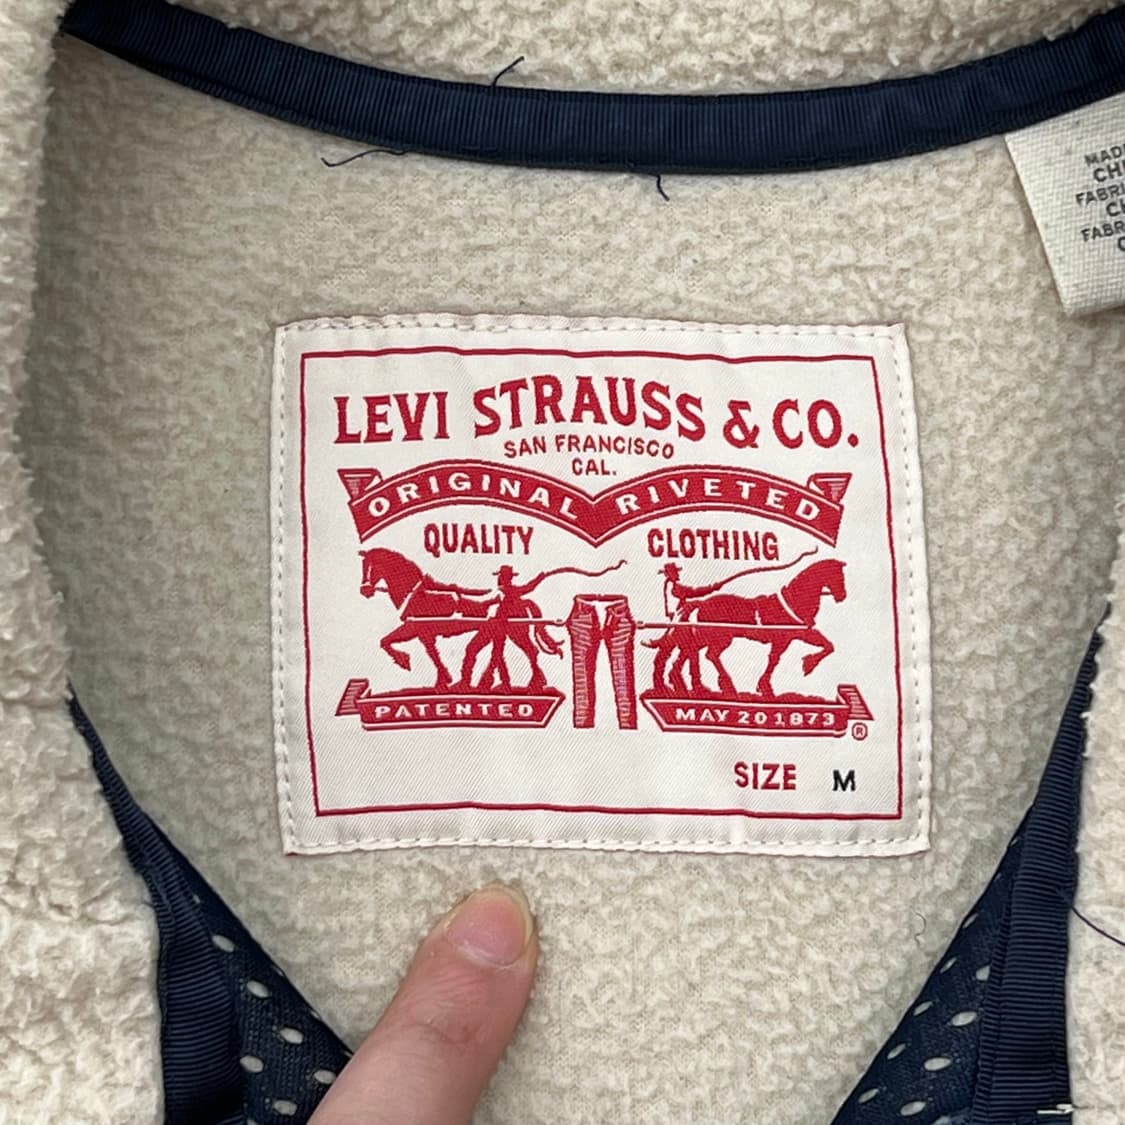 LEVI STRAUSS & CO.
SAN FRANCISCO
CAL.
ORIGINAL RIVETED
QUALITY CLOTHING
PATENTED MAY 20 1873
®
SIZE M